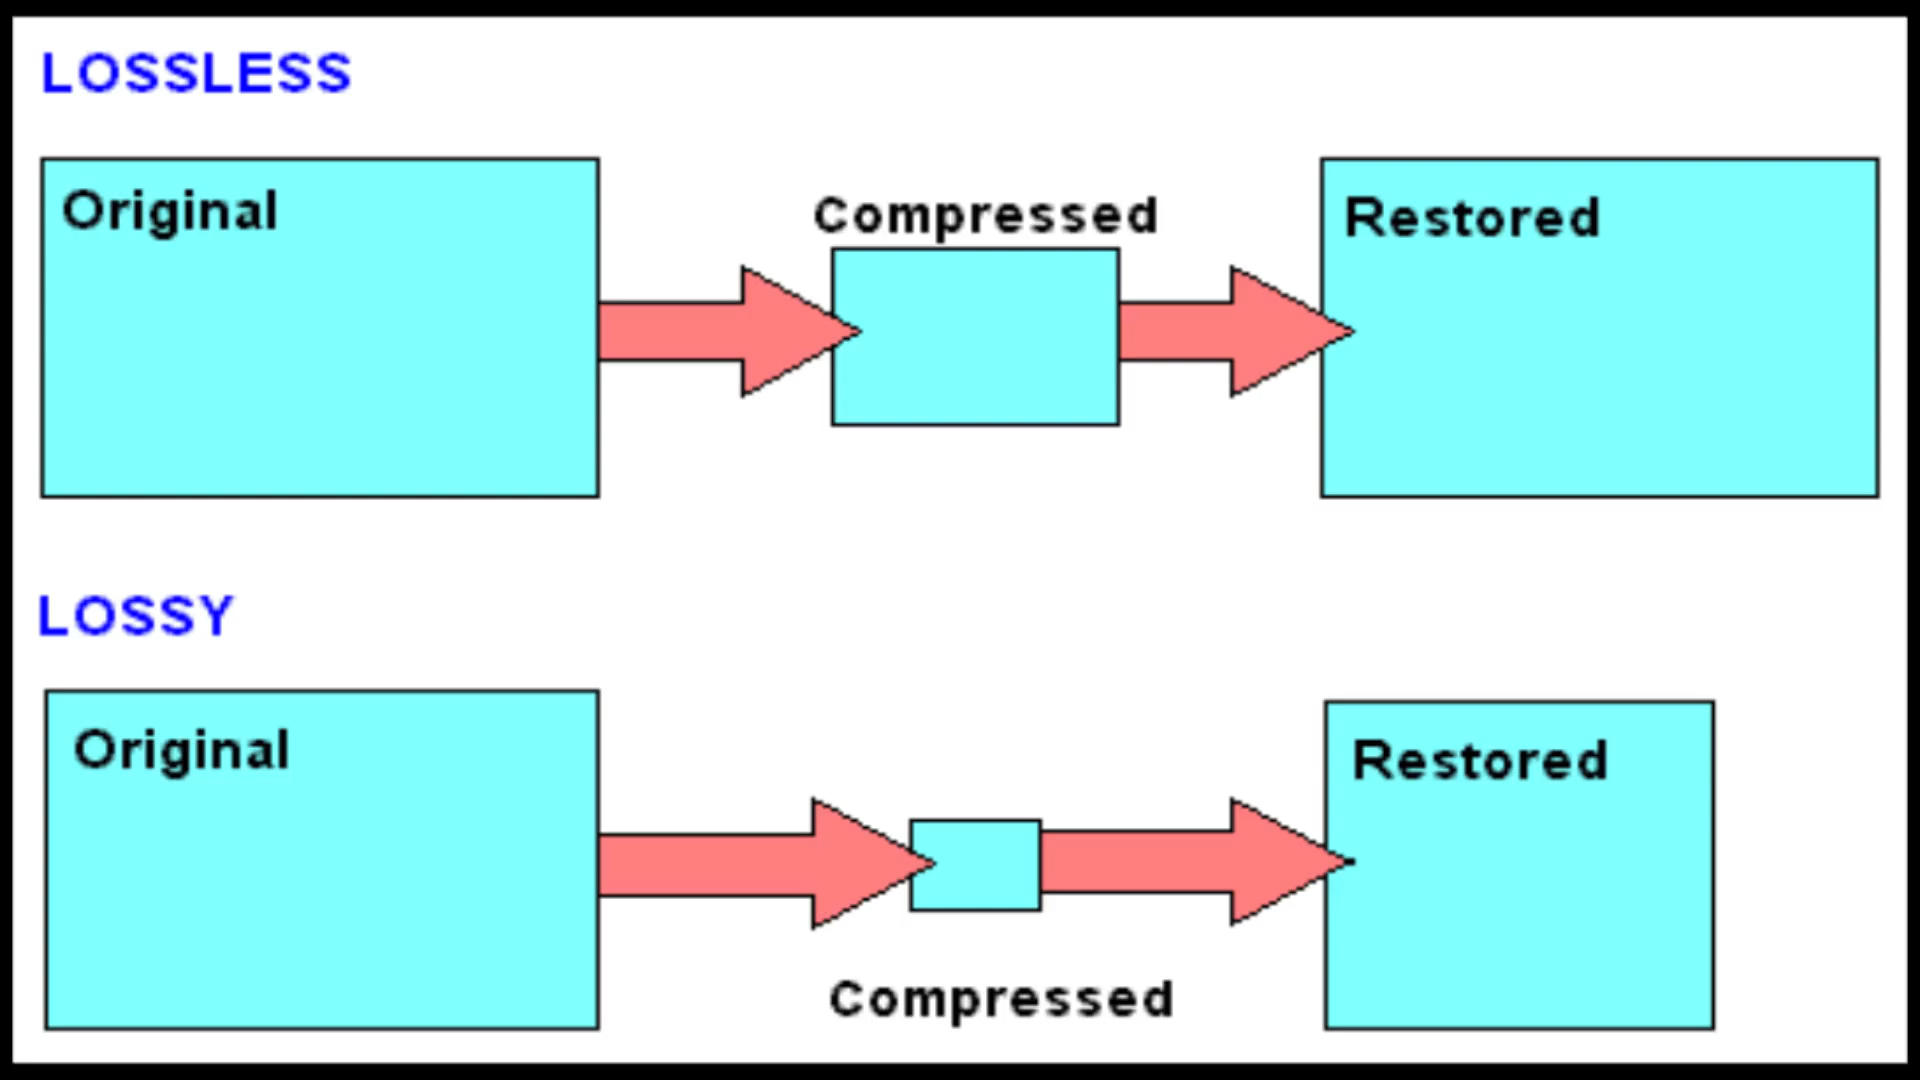 LOSSLESS
Original
Compressed
Restored
LOSSY
Original
Restored
Compressed